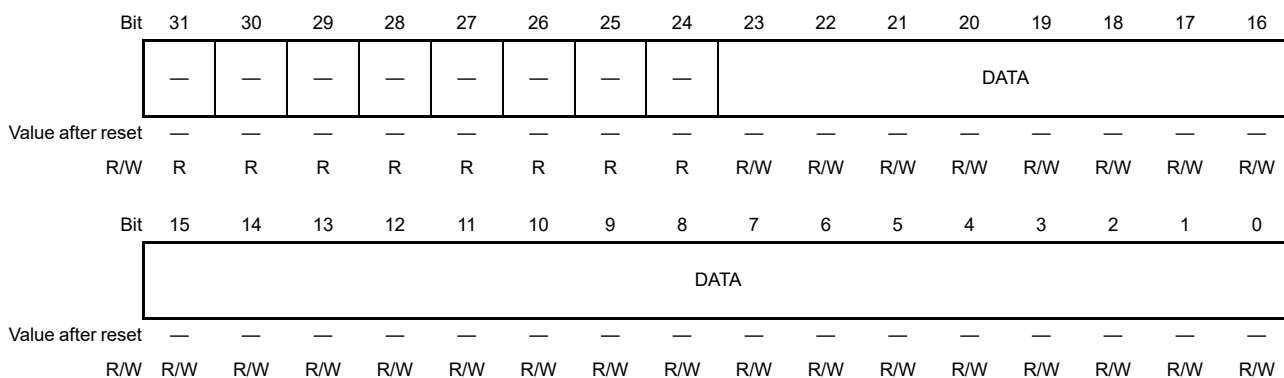 Bit 31 30 29 28 27 26 25 24 23 22 21 20 19 18 17 16
— — — — — — — — DATA
Value after reset — — — — — — — — — — — — — — — —
R/W R R R R R R R R R/W R/W R/W R/W R/W R/W R/W R/W
Bit 15 14 13 12 11 10 9 8 7 6 5 4 3 2 1 0
DATA
Value after reset — — — — — — — — — — — — — — — —
R/W R/W R/W R/W R/W R/W R/W R/W R/W R/W R/W R/W R/W R/W R/W R/W R/W